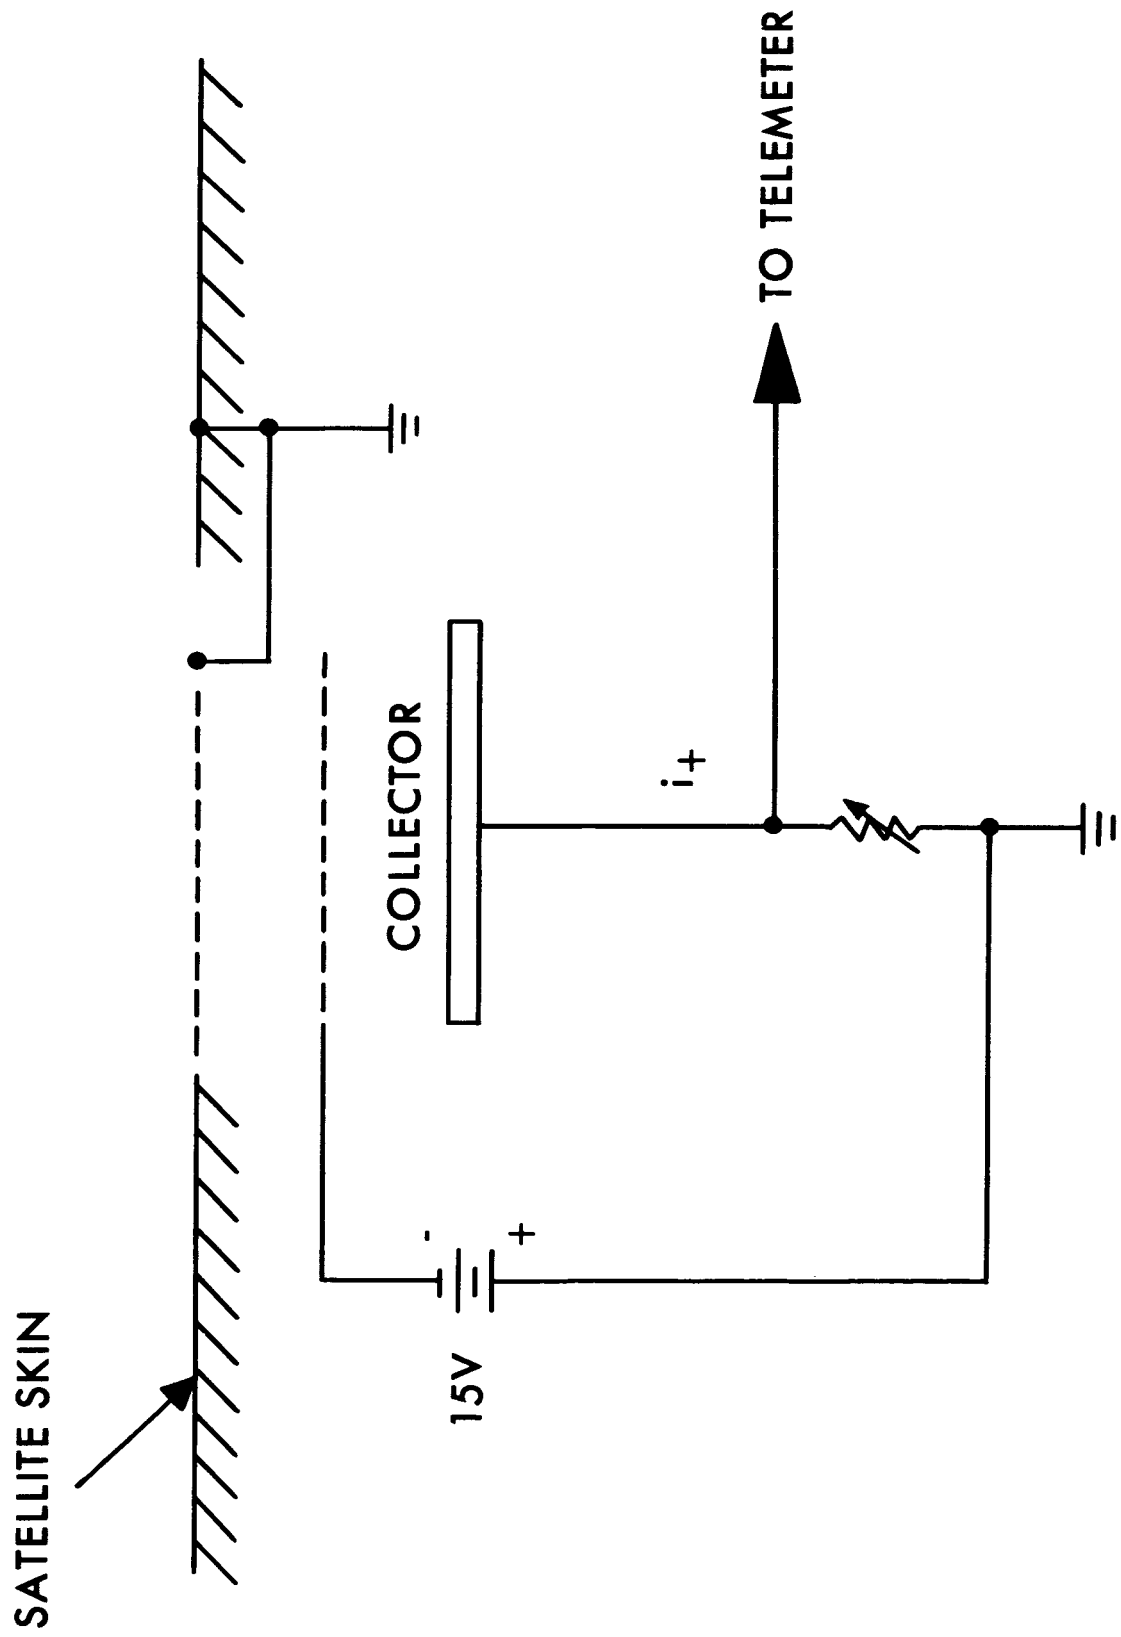 SATELLITE SKIN
15V
-
+
COLLECTOR
i+
TO TELEMETER